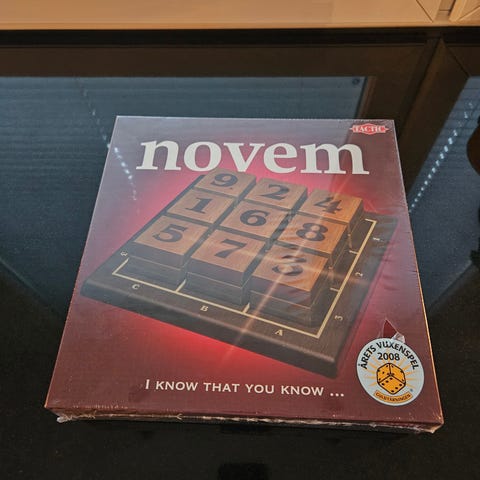 TACTIC
novem
9 2 4
1 6 8
5 7 3
1
2
3
C B A
I KNOW THAT YOU KNOW ...
ÅRETS VUXENSPEL
2008